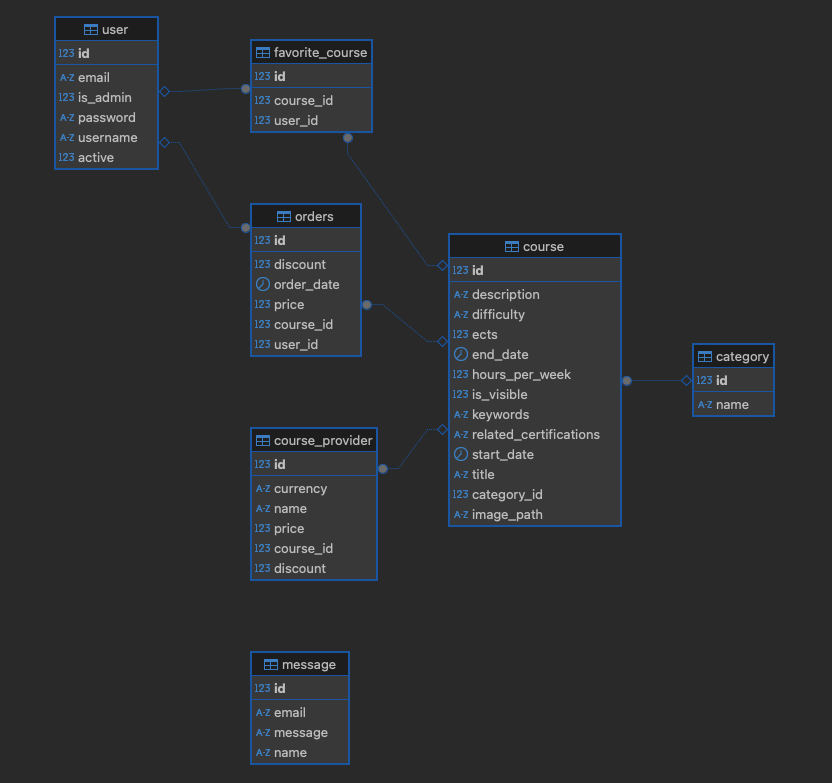 user
123 id
A-Z email
123 is_admin
A-Z password
A-Z username
123 active
favorite_course
123 id
123 course_id
123 user_id
orders
123 id
123 discount
order_date
123 price
123 course_id
123 user_id
course
123 id
A-Z description
A-Z difficulty
123 ects
end_date
123 hours_per_week
123 is_visible
A-Z keywords
A-Z related_certifications
start_date
A-Z title
123 category_id
A-Z image_path
category
123 id
A-Z name
course_provider
123 id
A-Z currency
A-Z name
123 price
123 course_id
123 discount
message
123 id
A-Z email
A-Z message
A-Z name